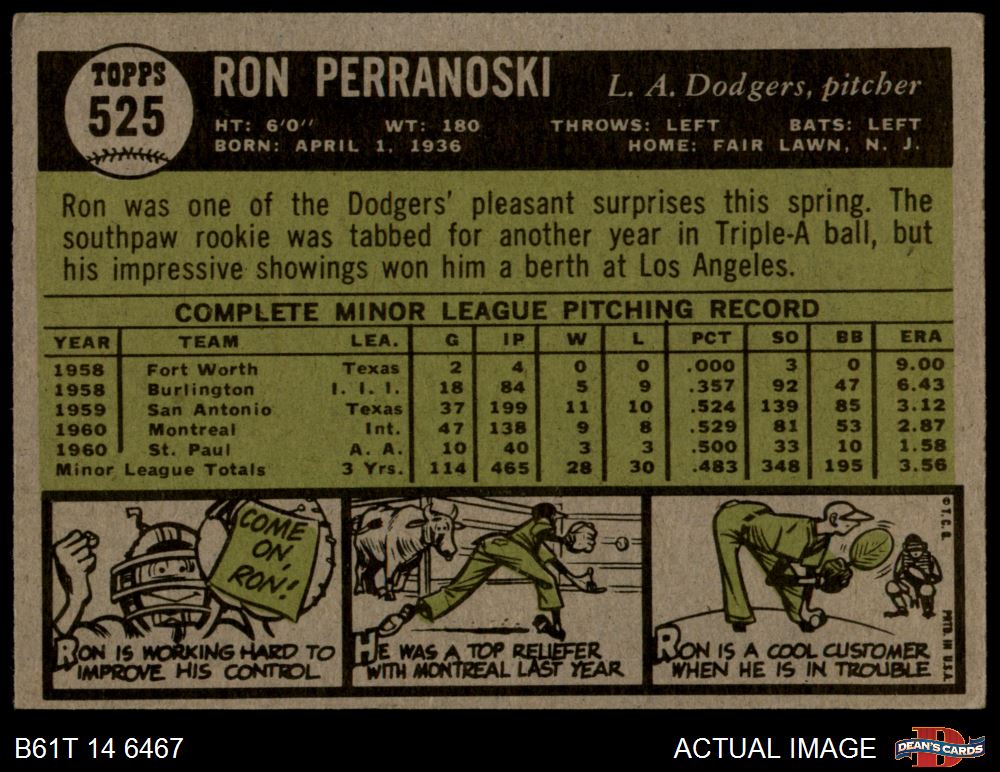 TOPPS
525
RON PERRANOSKI
L. A. Dodgers, pitcher
HT: 6'0" WT: 180 THROWS: LEFT BATS: LEFT
BORN: APRIL 1, 1936 HOME: FAIR LAWN, N. J.
Ron was one of the Dodgers' pleasant surprises this spring. The
southpaw rookie was tabbed for another year in Triple-A ball, but
his impressive showings won him a berth at Los Angeles.
COMPLETE MINOR LEAGUE PITCHING RECORD
YEAR TEAM LEA. G IP W L PCT SO BB ERA
1958 Fort Worth Texas 2 4 0 0 .000 3 0 9.00
1958 Burlington I. I. I. 18 84 5 9 .357 92 47 6.43
1959 San Antonio Texas 37 199 11 10 .524 139 85 3.12
1960 Montreal Int. 47 138 9 8 .529 81 53 2.87
1960 St. Paul A. A. 10 40 3 3 .500 33 10 1.58
Minor League Totals 3 Yrs. 114 465 28 30 .483 348 195 3.56
COME
ON,
RON!
RON IS WORKING HARD TO
IMPROVE HIS CONTROL
HE WAS A TOP RELIEFER
WITH MONTREAL LAST YEAR
RON IS A COOL CUSTOMER
WHEN HE IS IN TROUBLE
© T. C. G.
PRTD. IN U.S.A.
B61T 14 6467
ACTUAL IMAGE
D
DEAN'S CARDS